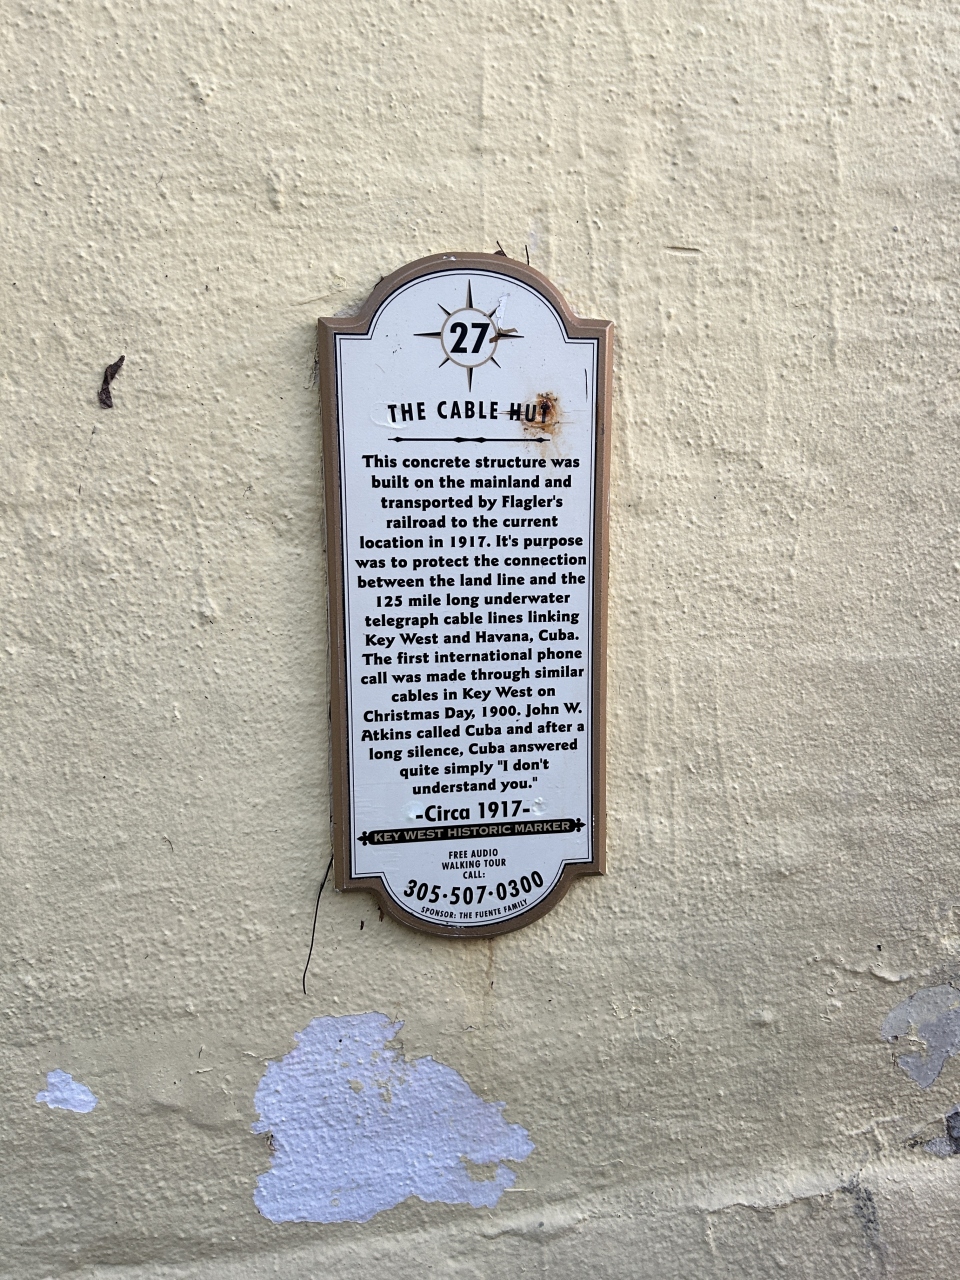 27
THE CABLE HUT
This concrete structure was
built on the mainland and
transported by Flagler's
railroad to the current
location in 1917. It's purpose
was to protect the connection
between the land line and the
125 mile long underwater
telegraph cable lines linking
Key West and Havana, Cuba.
The first international phone
call was made through similar
cables in Key West on
Christmas Day, 1900. John W.
Atkins called Cuba and after a
long silence, Cuba answered
quite simply "I don't
understand you."
-Circa 1917-
KEY WEST HISTORIC MARKER
FREE AUDIO
WALKING TOUR
CALL:
305·507·0300
SPONSOR: THE FUENTE FAMILY